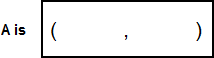 A is ( , )